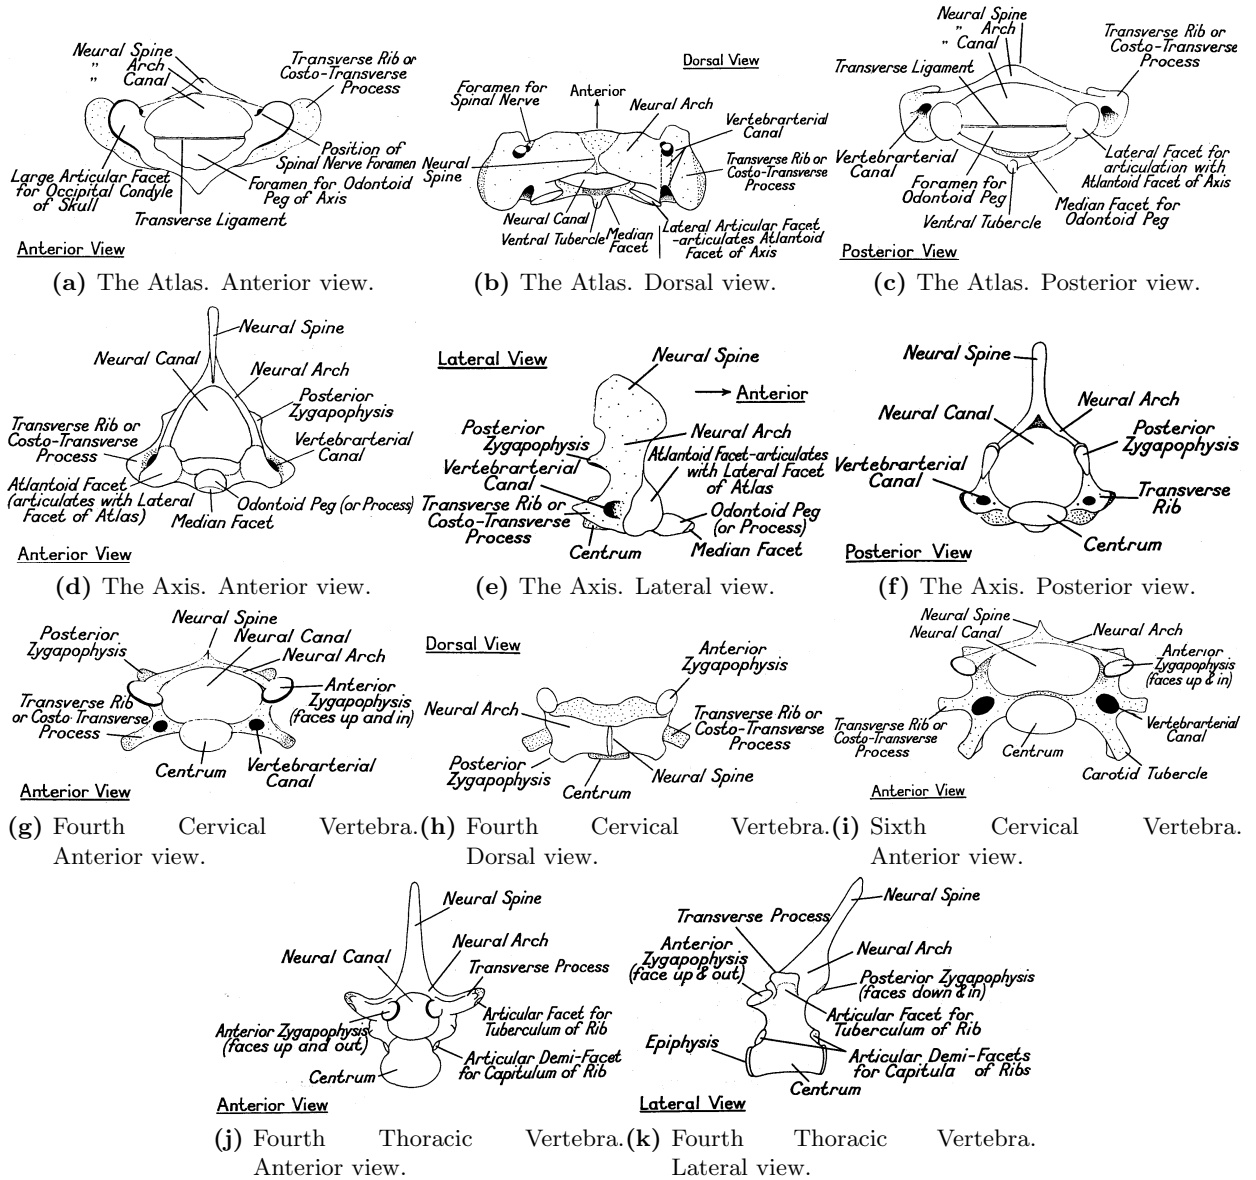 Neural Spine
" Arch
" Canal
Transverse Rib or
Costo-Transverse
Process
Position of
Spinal Nerve Foramen
Large Articular Facet
for Occipital Condyle
of Skull
Foramen for Odontoid
Peg of Axis
Transverse Ligament
Anterior View
(a) The Atlas. Anterior view.
Dorsal View
Foramen for
Spinal Nerve
Anterior
Neural Arch
Vertebrarterial
Canal
Neural
Spine
Transverse Rib or
Costo-Transverse
Process
Neural Canal
Ventral Tubercle
Median
Facet
Lateral Articular Facet
-articulates Atlantoid
Facet of Axis
(b) The Atlas. Dorsal view.
Neural Spine
" Arch
" Canal
Transverse Ligament
Transverse Rib or
Costo-Transverse
Process
Vertebrarterial
Canal
Lateral Facet for
articulation with
Atlantoid Facet of Axis
Foramen for
Odontoid Peg
Median Facet for
Odontoid Peg
Ventral Tubercle
Posterior View
(c) The Atlas. Posterior view.
Neural Spine
Neural Canal
Neural Arch
Posterior
Zygapophysis
Transverse Rib or
Costo-Transverse
Process
Vertebrarterial
Canal
Atlantoid Facet
(articulates with Lateral
Facet of Atlas)
Odontoid Peg (or Process)
Median Facet
Anterior View
(d) The Axis. Anterior view.
Lateral View
Neural Spine
Anterior
Posterior
Zygapophysis
Neural Arch
Vertebrarterial
Canal
Atlantoid Facet-articulates
with Lateral Facet
of Atlas
Transverse Rib or
Costo-Transverse
Process
Odontoid Peg
(or Process)
Centrum
Median Facet
(e) The Axis. Lateral view.
Neural Spine
Neural Canal
Neural Arch
Posterior
Zygapophysis
Vertebrarterial
Canal
Transverse
Rib
Centrum
Posterior View
(f) The Axis. Posterior view.
Neural Spine
Posterior
Zygapophysis
Neural Canal
Neural Arch
Anterior
Zygapophysis
(faces up and in)
Transverse Rib
or Costo Transverse
Process
Centrum
Vertebrarterial
Canal
Anterior View
(g) Fourth Cervical Vertebra.
Anterior view.
Dorsal View
Anterior
Zygapophysis
Neural Arch
Transverse Rib or
Costo-Transverse
Process
Posterior
Zygapophysis
Neural Spine
Centrum
(h) Fourth Cervical Vertebra.
Dorsal view.
Neural Spine
Neural Canal
Neural Arch
Anterior
Zygapophysis
(faces up & in)
Transverse Rib or
Costo-Transverse
Process
Vertebrarterial
Canal
Centrum
Carotid Tubercle
Anterior View
(i) Sixth Cervical Vertebra.
Anterior view.
Neural Spine
Neural Canal
Neural Arch
Transverse Process
Anterior Zygapophysis
(faces up and out)
Articular Facet for
Tuberculum of Rib
Centrum
Articular Demi-Facet
for Capitulum of Rib
Anterior View
(j) Fourth Thoracic Vertebra.
Anterior view.
Neural Spine
Transverse Process
Anterior
Zygapophysis
(face up & out)
Neural Arch
Posterior Zygapophysis
(faces down & in)
Articular Facet for
Tuberculum of Rib
Epiphysis
Articular Demi-Facets
for Capitula of Ribs
Centrum
Lateral View
(k) Fourth Thoracic Vertebra.
Lateral view.